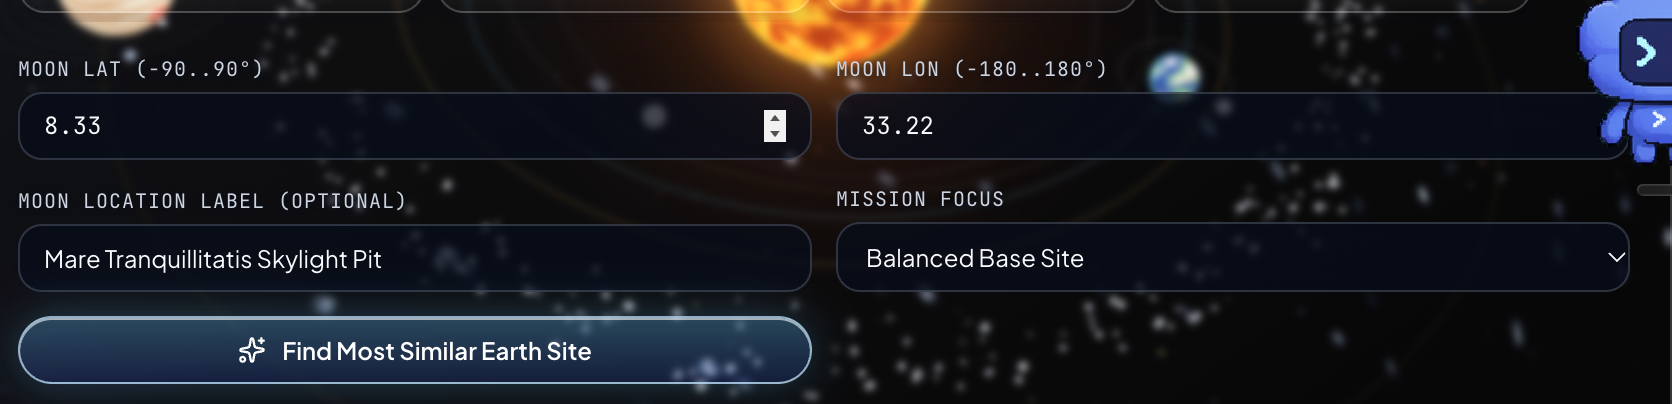 MOON LAT (-90..90°)
MOON LON (-180..180°)
8.33
33.22
MOON LOCATION LABEL (OPTIONAL)
MISSION FOCUS
Mare Tranquillitatis Skylight Pit
Balanced Base Site
Find Most Similar Earth Site